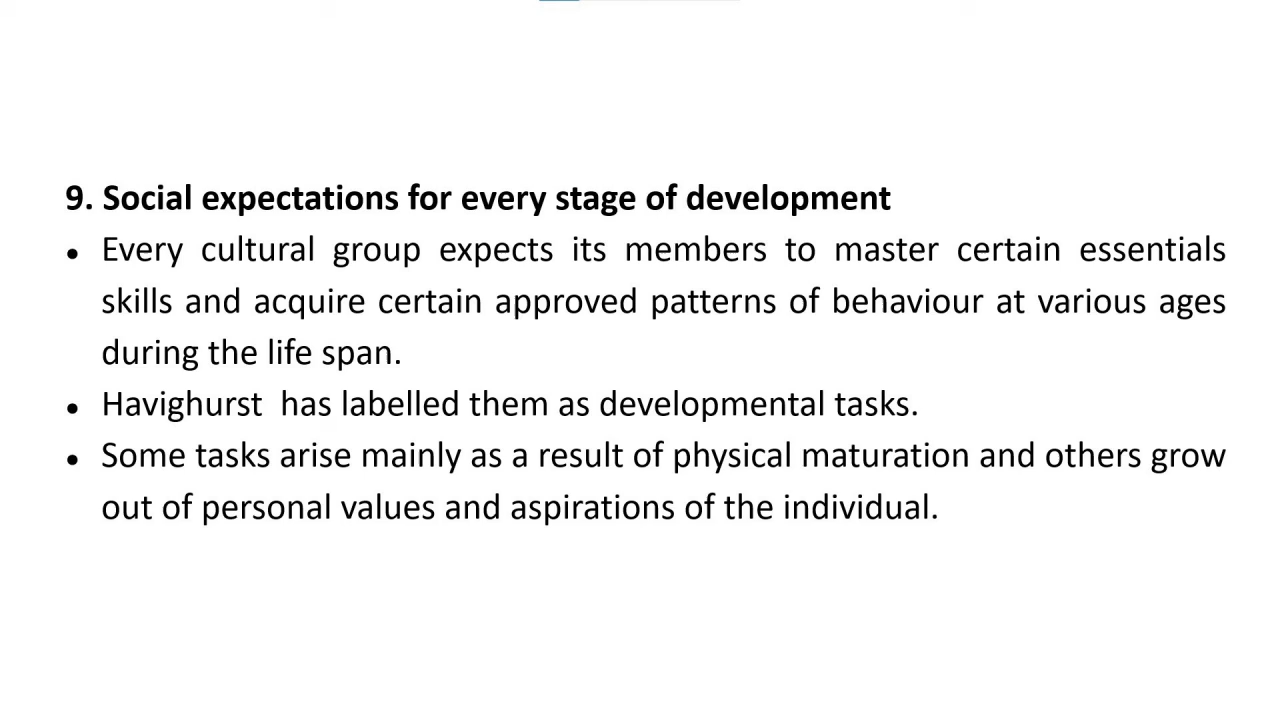 9. Social expectations for every stage of development
• Every cultural group expects its members to master certain essentials
skills and acquire certain approved patterns of behaviour at various ages
during the life span.
• Havighurst  has labelled them as developmental tasks.
• Some tasks arise mainly as a result of physical maturation and others grow
out of personal values and aspirations of the individual.